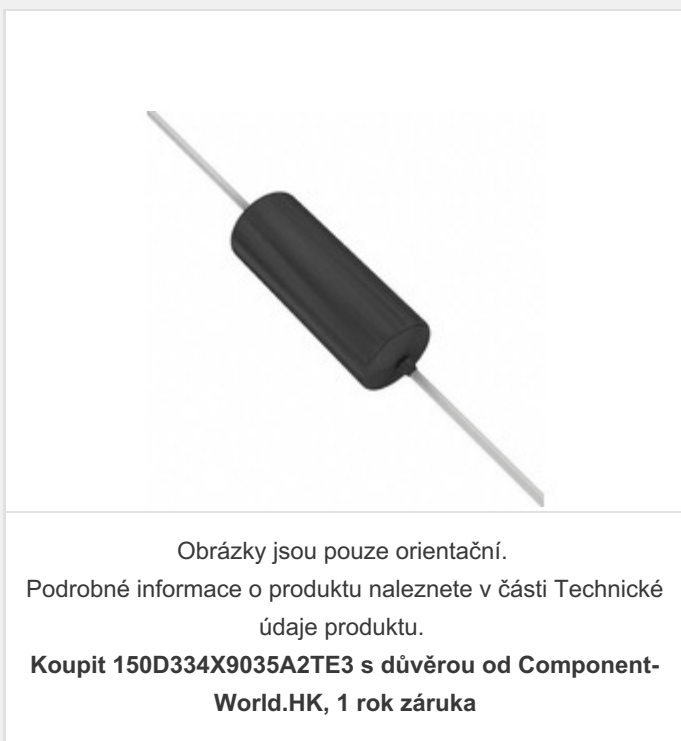 Obrázky jsou pouze orientační.
Podrobné informace o produktu naleznete v části Technické
údaje produktu.
Koupit 150D334X9035A2TE3 s důvěrou od Component-
World.HK, 1 rok záruka